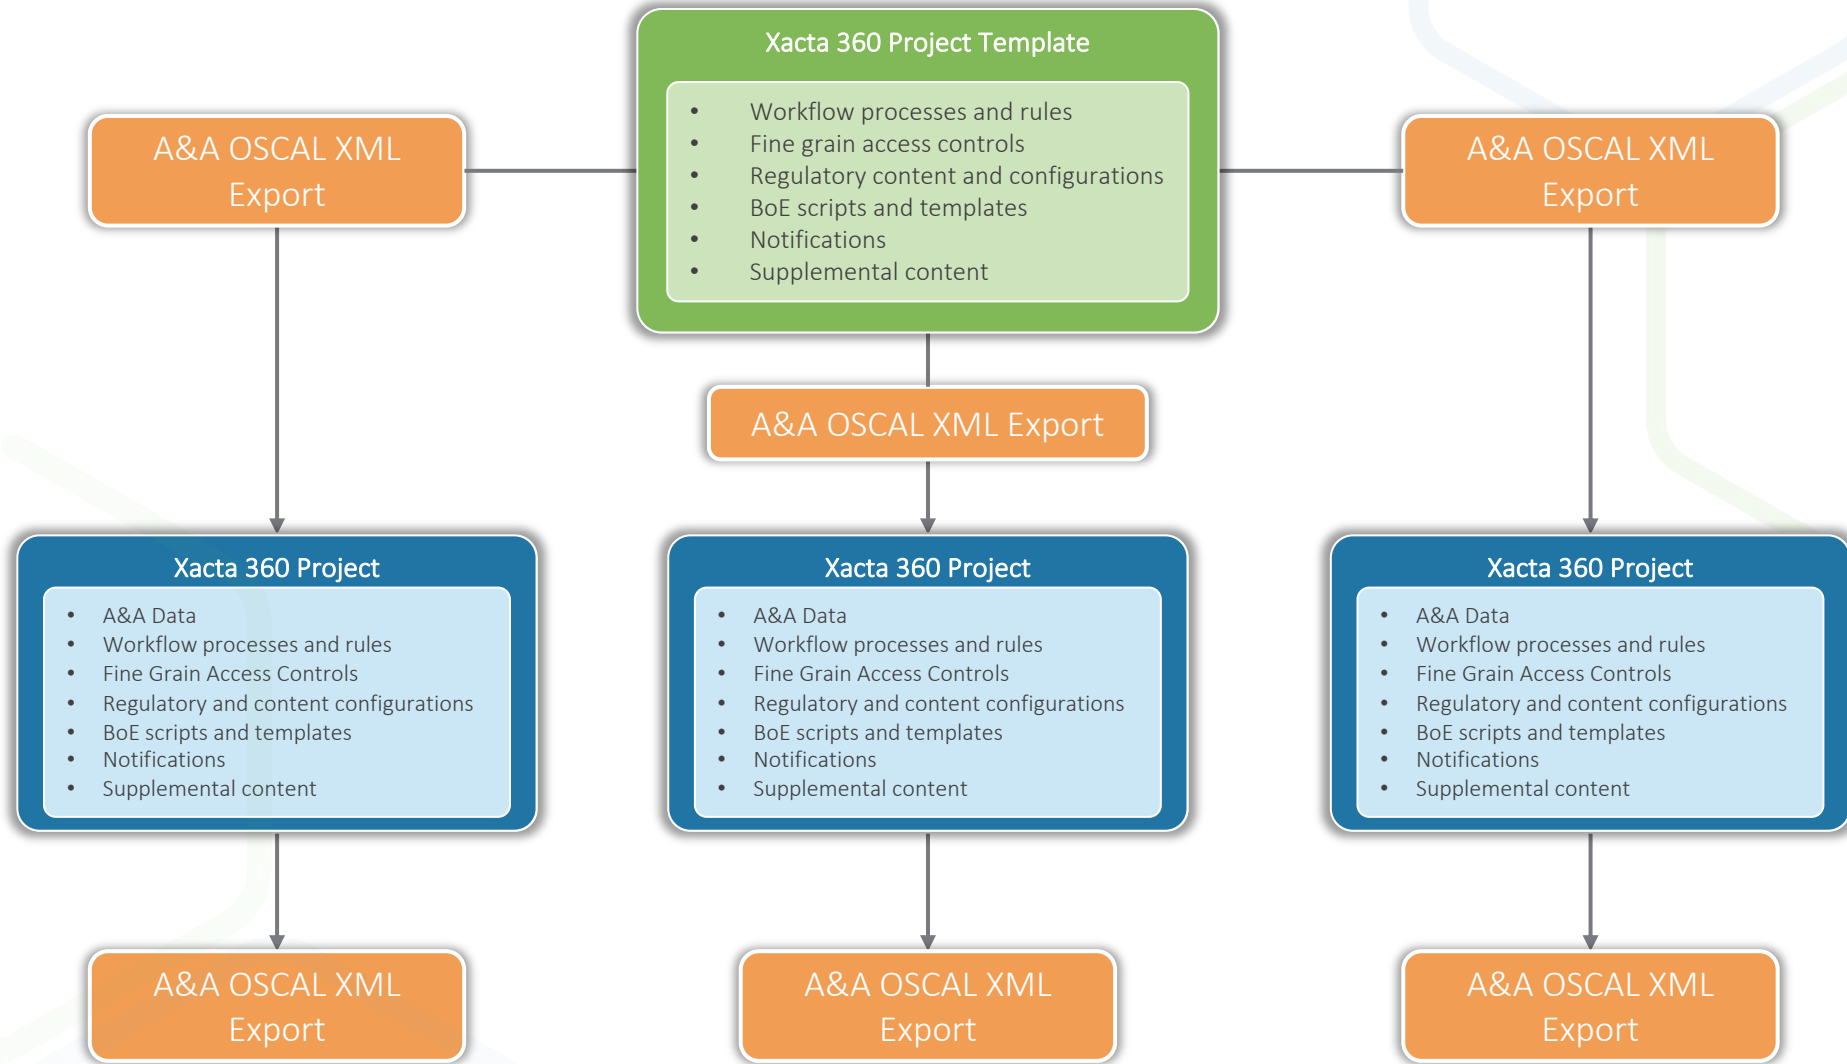 Xacta 360 Project Template
• Workflow processes and rules
• Fine grain access controls
• Regulatory content and configurations
• BoE scripts and templates
• Notifications
• Supplemental content
A&A OSCAL XML
Export
A&A OSCAL XML
Export
A&A OSCAL XML Export
Xacta 360 Project
• A&A Data
• Workflow processes and rules
• Fine Grain Access Controls
• Regulatory and content configurations
• BoE scripts and templates
• Notifications
• Supplemental content
Xacta 360 Project
• A&A Data
• Workflow processes and rules
• Fine Grain Access Controls
• Regulatory and content configurations
• BoE scripts and templates
• Notifications
• Supplemental content
Xacta 360 Project
• A&A Data
• Workflow processes and rules
• Fine Grain Access Controls
• Regulatory and content configurations
• BoE scripts and templates
• Notifications
• Supplemental content
A&A OSCAL XML
Export
A&A OSCAL XML
Export
A&A OSCAL XML
Export